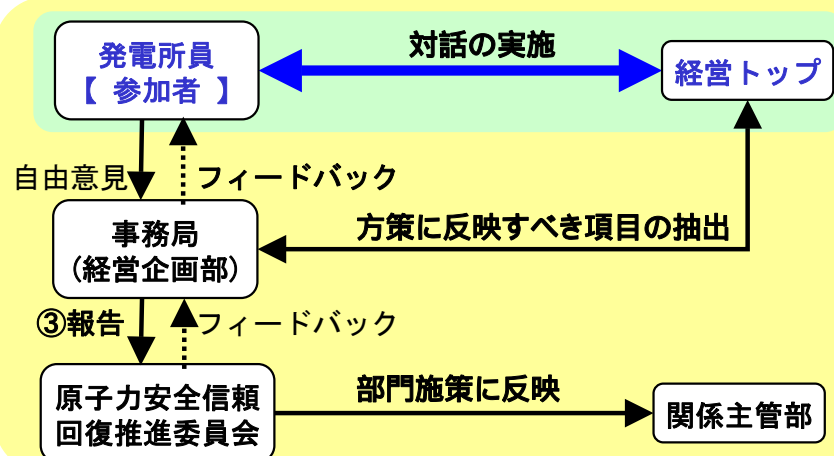 発電所員
【 参加者 】
対話の実施
経営トップ
自由意見
フィードバック
事務局
(経営企画部)
方策に反映すべき項目の抽出
③報告
フィードバック
原子力安全信頼
回復推進委員会
部門施策に反映
関係主管部